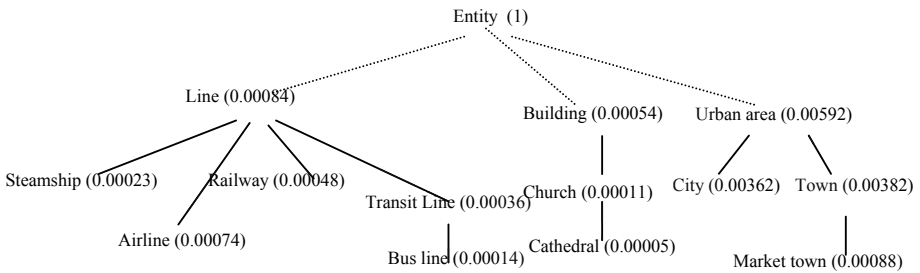 Entity (1)
Line (0.00084)
Building (0.00054)
Urban area (0.00592)
Steamship (0.00023)
Railway (0.00048)
City (0.00362)
Town (0.00382)
Transit Line (0.00036)
Church (0.00011)
Airline (0.00074)
Bus line(0.00014)
Cathedral (0.00005)
Market town (0.00088)